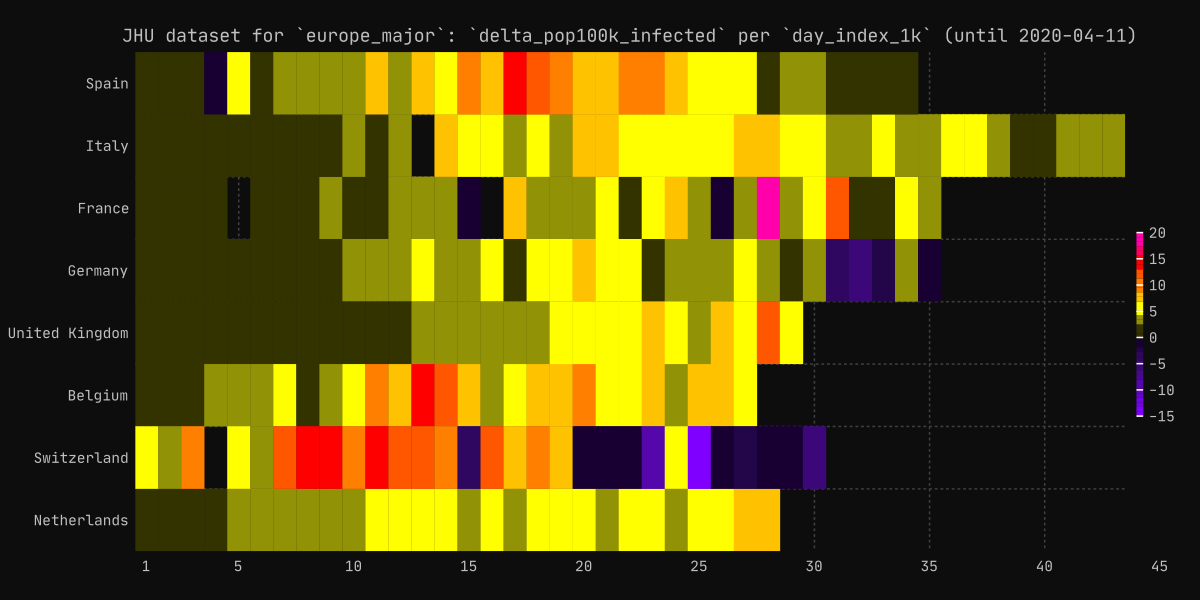 JHU dataset for `europe_major`: `delta_pop100k_infected` per `day_index_1k` (until 2020-04-11)
Spain
Italy
France
Germany
United Kingdom
Belgium
Switzerland
Netherlands
1 5 10 15 20 25 30 35 40 45
20
15
10
5
0
-5
-10
-15